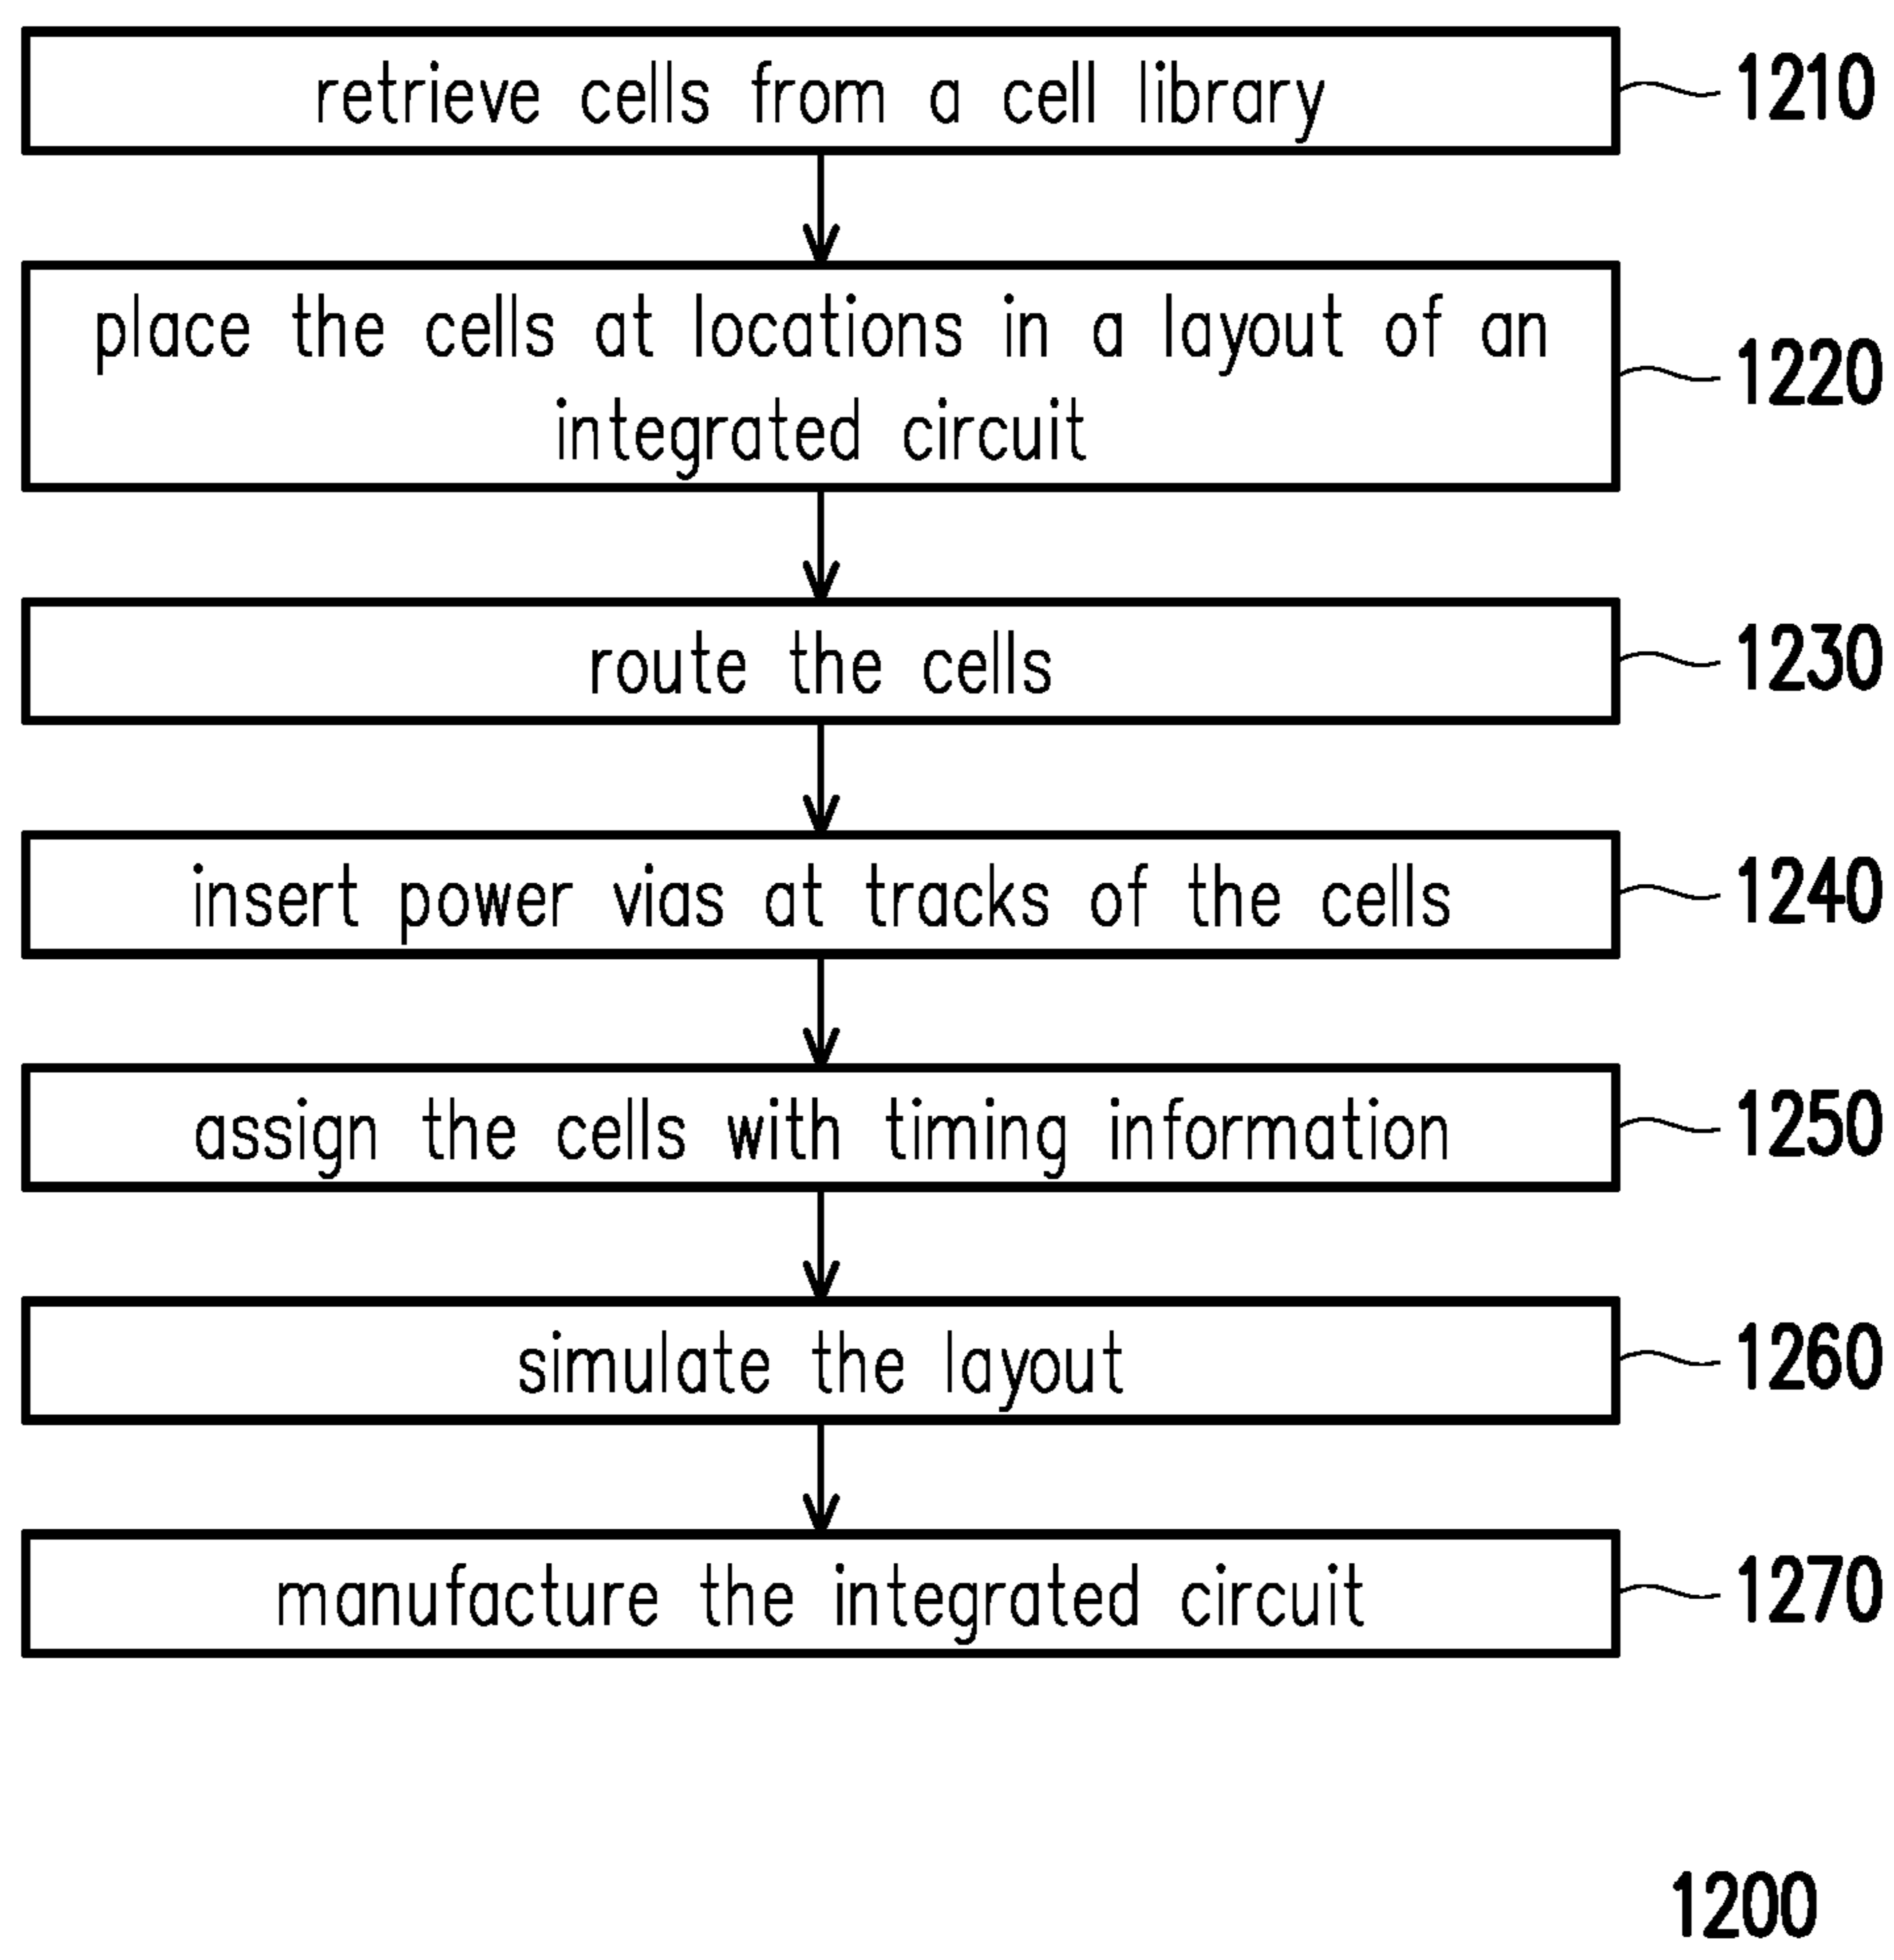 retrieve cells from a cell library
1210
place the cells at locations in a layout of an
integrated circuit
1220
route the cells
1230
insert power vias at tracks of the cells
1240
assign the cells with timing information
1250
simulate the layout
1260
manufacture the integrated circuit
1270
1200